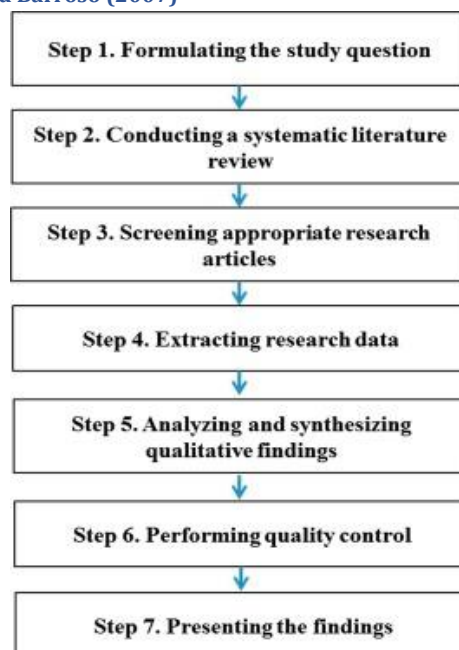 Barroso (2007)
Step 1. Formulating the study question
Step 2. Conducting a systematic literature
review
Step 3. Screening appropriate research
articles
Step 4. Extracting research data
Step 5. Analyzing and synthesizing
qualitative findings
Step 6. Performing quality control
Step 7. Presenting the findings